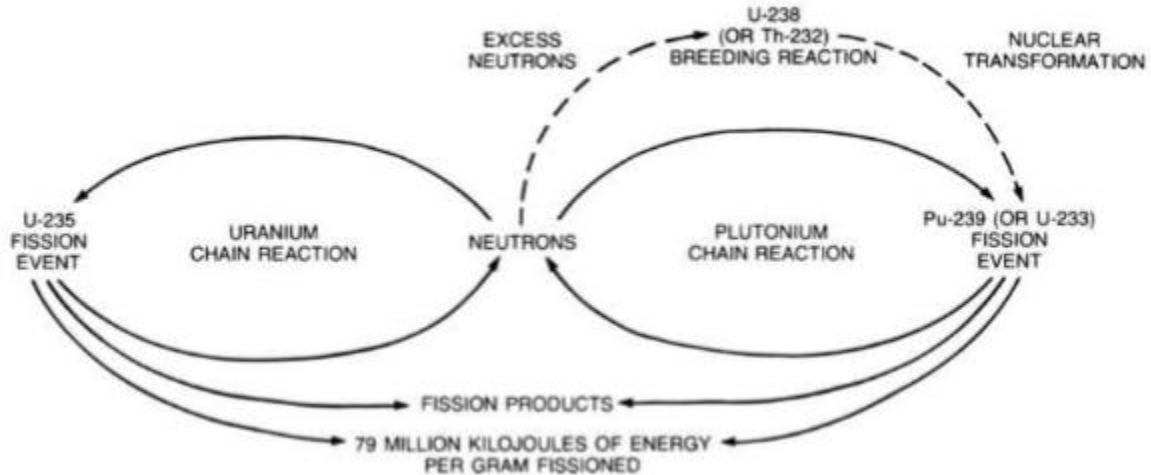 U-238
(OR Th-232)
BREEDING REACTION
EXCESS
NEUTRONS
NUCLEAR
TRANSFORMATION
U-235
FISSION
EVENT
URANIUM
CHAIN REACTION
NEUTRONS
PLUTONIUM
CHAIN REACTION
Pu-239 (OR U-233)
FISSION
EVENT
FISSION PRODUCTS
79 MILLION KILOJOULES OF ENERGY
PER GRAM FISSIONED